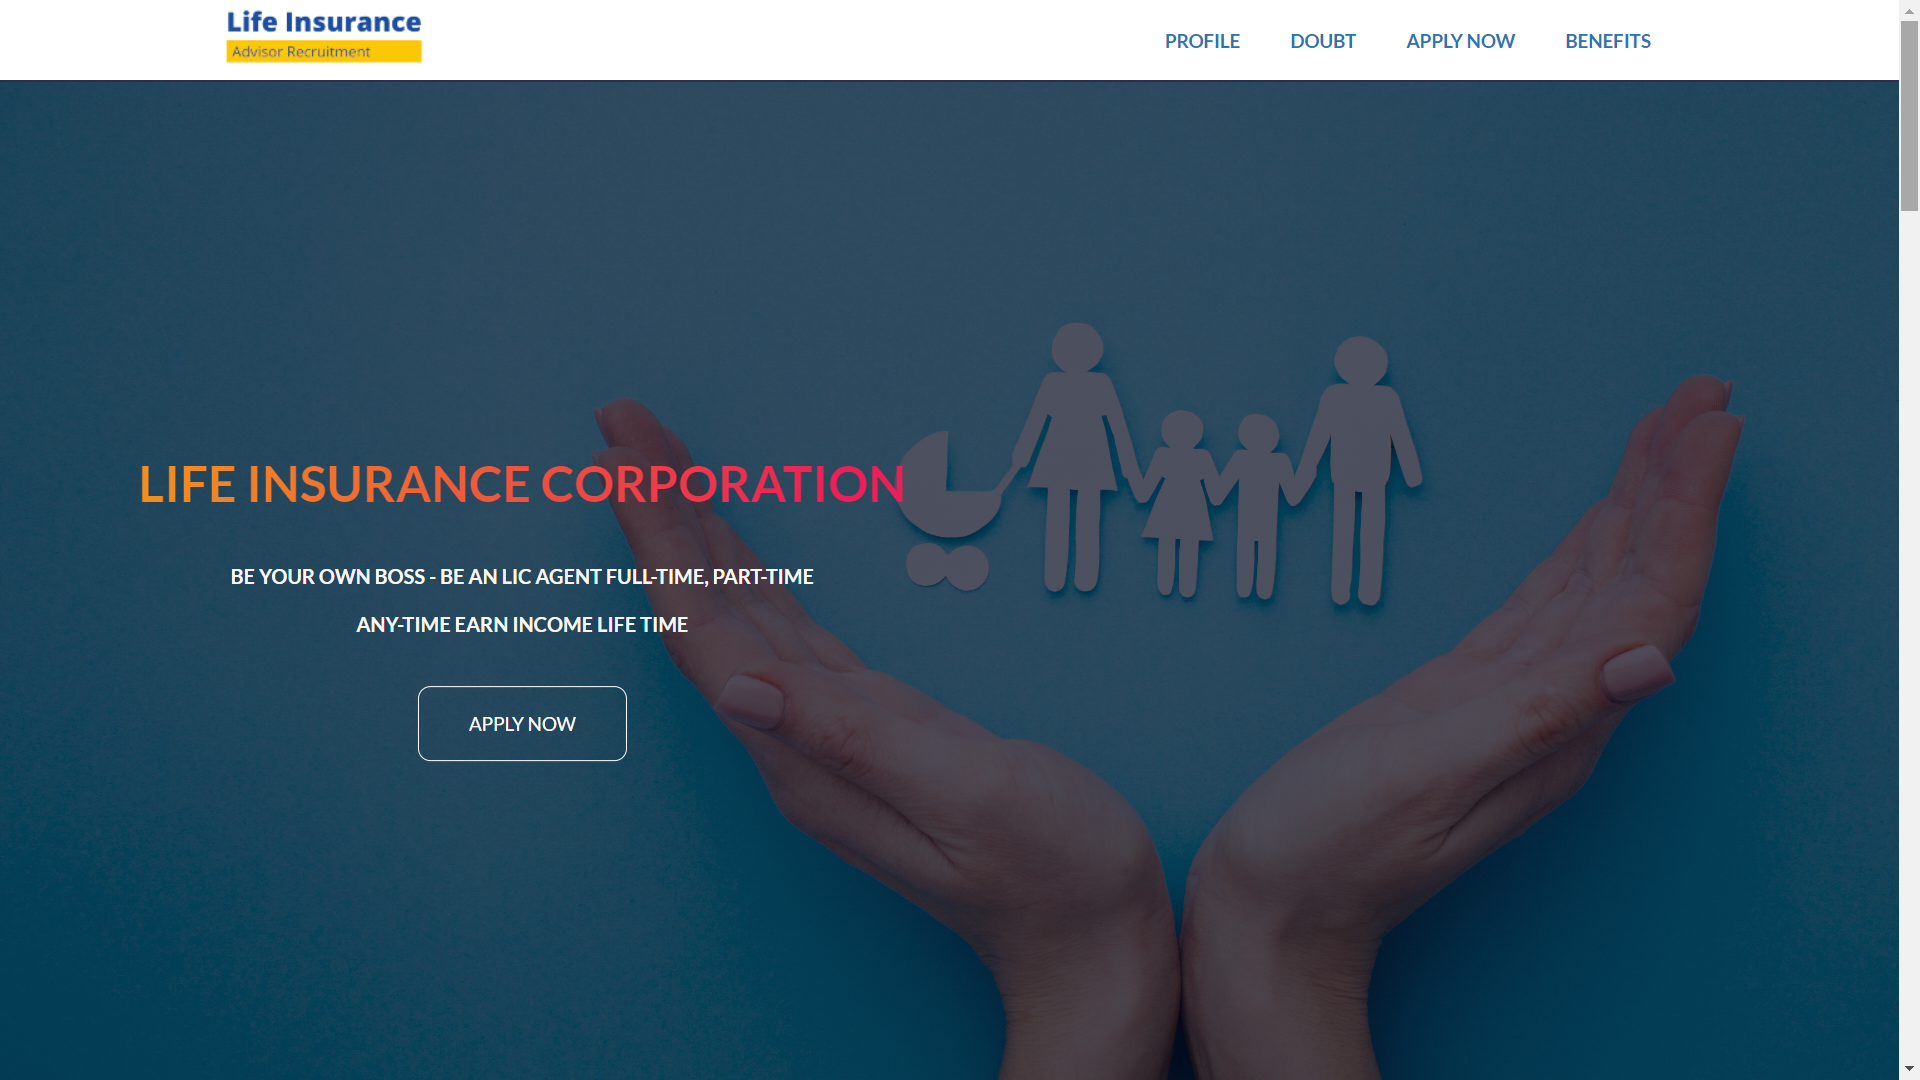 Life Insurance
Advisor Recruitment
PROFILE
DOUBT
APPLY NOW
BENEFITS
LIFE INSURANCE CORPORATION
BE YOUR OWN BOSS - BE AN LIC AGENT FULL-TIME, PART-TIME
ANY-TIME EARN INCOME LIFE TIME
APPLY NOW